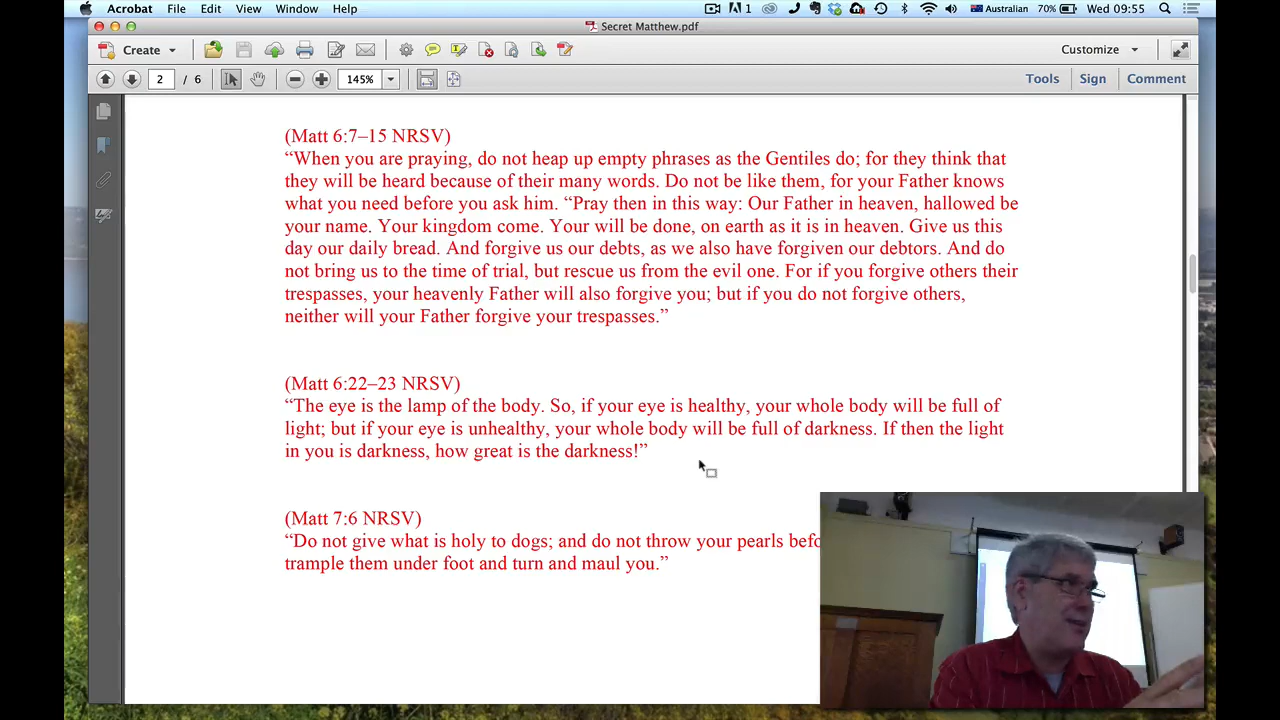 Acrobat File Edit View Window Help 1 Australian 70% Wed 09:55
Secret Matthew.pdf
Create Customize
2 / 6 145% Tools Sign Comment
(Matt 6:7–15 NRSV)
“When you are praying, do not heap up empty phrases as the Gentiles do; for they think that
they will be heard because of their many words. Do not be like them, for your Father knows
what you need before you ask him. “Pray then in this way: Our Father in heaven, hallowed be
your name. Your kingdom come. Your will be done, on earth as it is in heaven. Give us this
day our daily bread. And forgive us our debts, as we also have forgiven our debtors. And do
not bring us to the time of trial, but rescue us from the evil one. For if you forgive others their
trespasses, your heavenly Father will also forgive you; but if you do not forgive others,
neither will your Father forgive your trespasses.”
(Matt 6:22–23 NRSV)
“The eye is the lamp of the body. So, if your eye is healthy, your whole body will be full of
light; but if your eye is unhealthy, your whole body will be full of darkness. If then the light
in you is darkness, how great is the darkness!”
(Matt 7:6 NRSV)
“Do not give what is holy to dogs; and do not throw your pearls befo
trample them under foot and turn and maul you.”